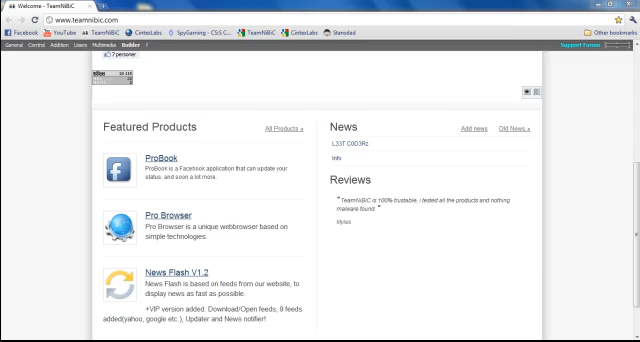 Welcome - TeamNiBiC
www.teamnibic.com
Facebook YouTube TeamNiBiC @ CintexLabs SpyGaming - CS:S C... TeamNiBiC CintexLabs Starodad Other bookmarks
General Control Addition Users Multimedia Builder ? Support Forum
7 personer
Featured Products
All Products »
ProBook
ProBook is a Facebook application that can update your
status, and soon a lot more.
Pro Browser
Pro Browser is a unique webbrowser based on
simple technologies.
News Flash V1.2
News Flash is based on feeds from our website, to
display news as fast as possible.
+VIP version added: Download/Open feeds, 9 feeds
added(yahoo, google etc.), Updater and News notifier!
News
Add news Old News »
L33T C0D3Rz
Info
Reviews
"TeamNiBiC is 100% trustable, i tested all the products and nothing
malware found. "
Myles